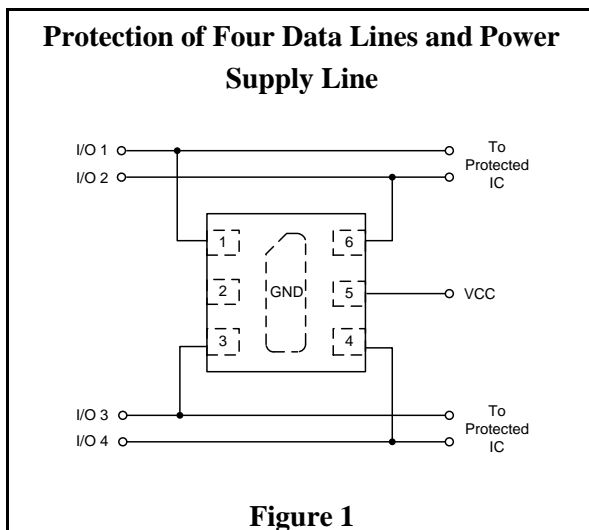 Protection of Four Data Lines and Power
Supply Line
I/O 1
To
Protected
IC
I/O 2
1
6
2
GND
5
VCC
3
4
I/O 3
To
Protected
IC
I/O 4
Figure 1